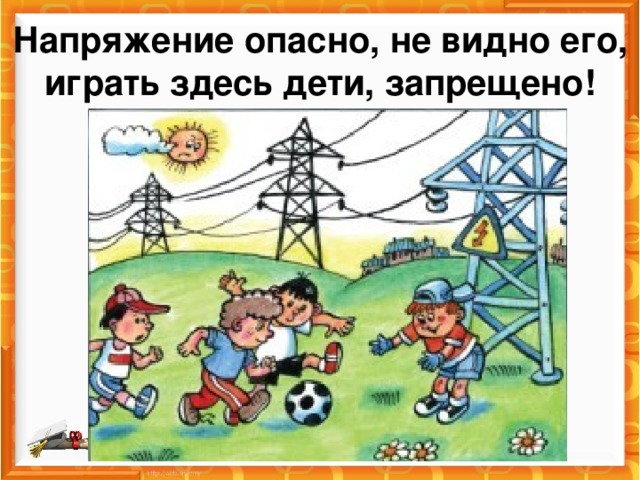 Напряжение опасно, не видно его,
играть здесь дети, запрещено!